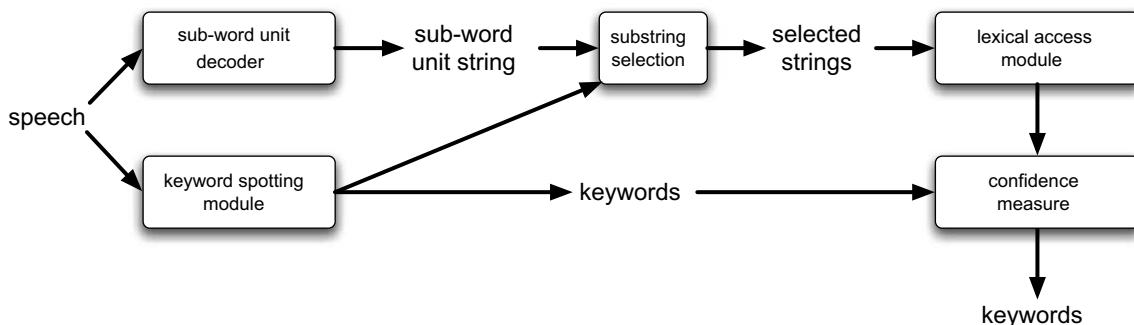 sub-word unit
decoder
sub-word
unit string
substring
selection
selected
strings
lexical access
module
speech
keyword spotting
module
keywords
confidence
measure
keywords